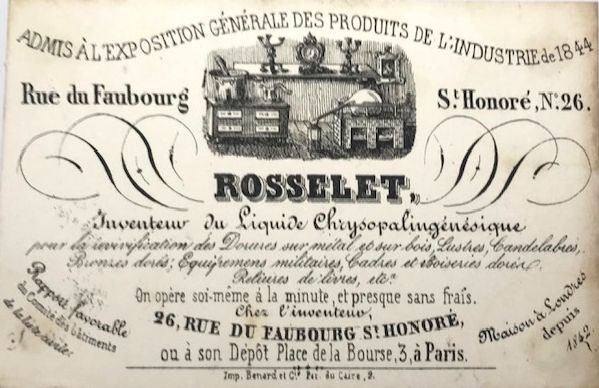 ADMIS À L'EXPOSITION GÉNÉRALE DES PRODUITS DE L'INDUSTRIE de 1844
Rue du Faubourg St. Honoré, No. 26.
ROSSELET,
Inventeur du Liquide Chrysopalingénésique
pour la revivification des Dorures sur métal et sur bois, Lustres, Candelabres,
Bronzes dorés; Equipemens militaires, Cadres et boiseries dorés,
Reliures de livres, etc.
On opère soi-même à la minute, et presque sans frais.
Chez l'inventeur,
26, RUE DU FAUBOURG ST. HONORÉ,
ou à son Dépôt Place de la Bourse, 3, à Paris.
Rapport favorable
du Comité des bâtiments
de la liste civile
Maison à Londres
depuis
1842.
Imp. Benard et Cie. du Caire, 2.